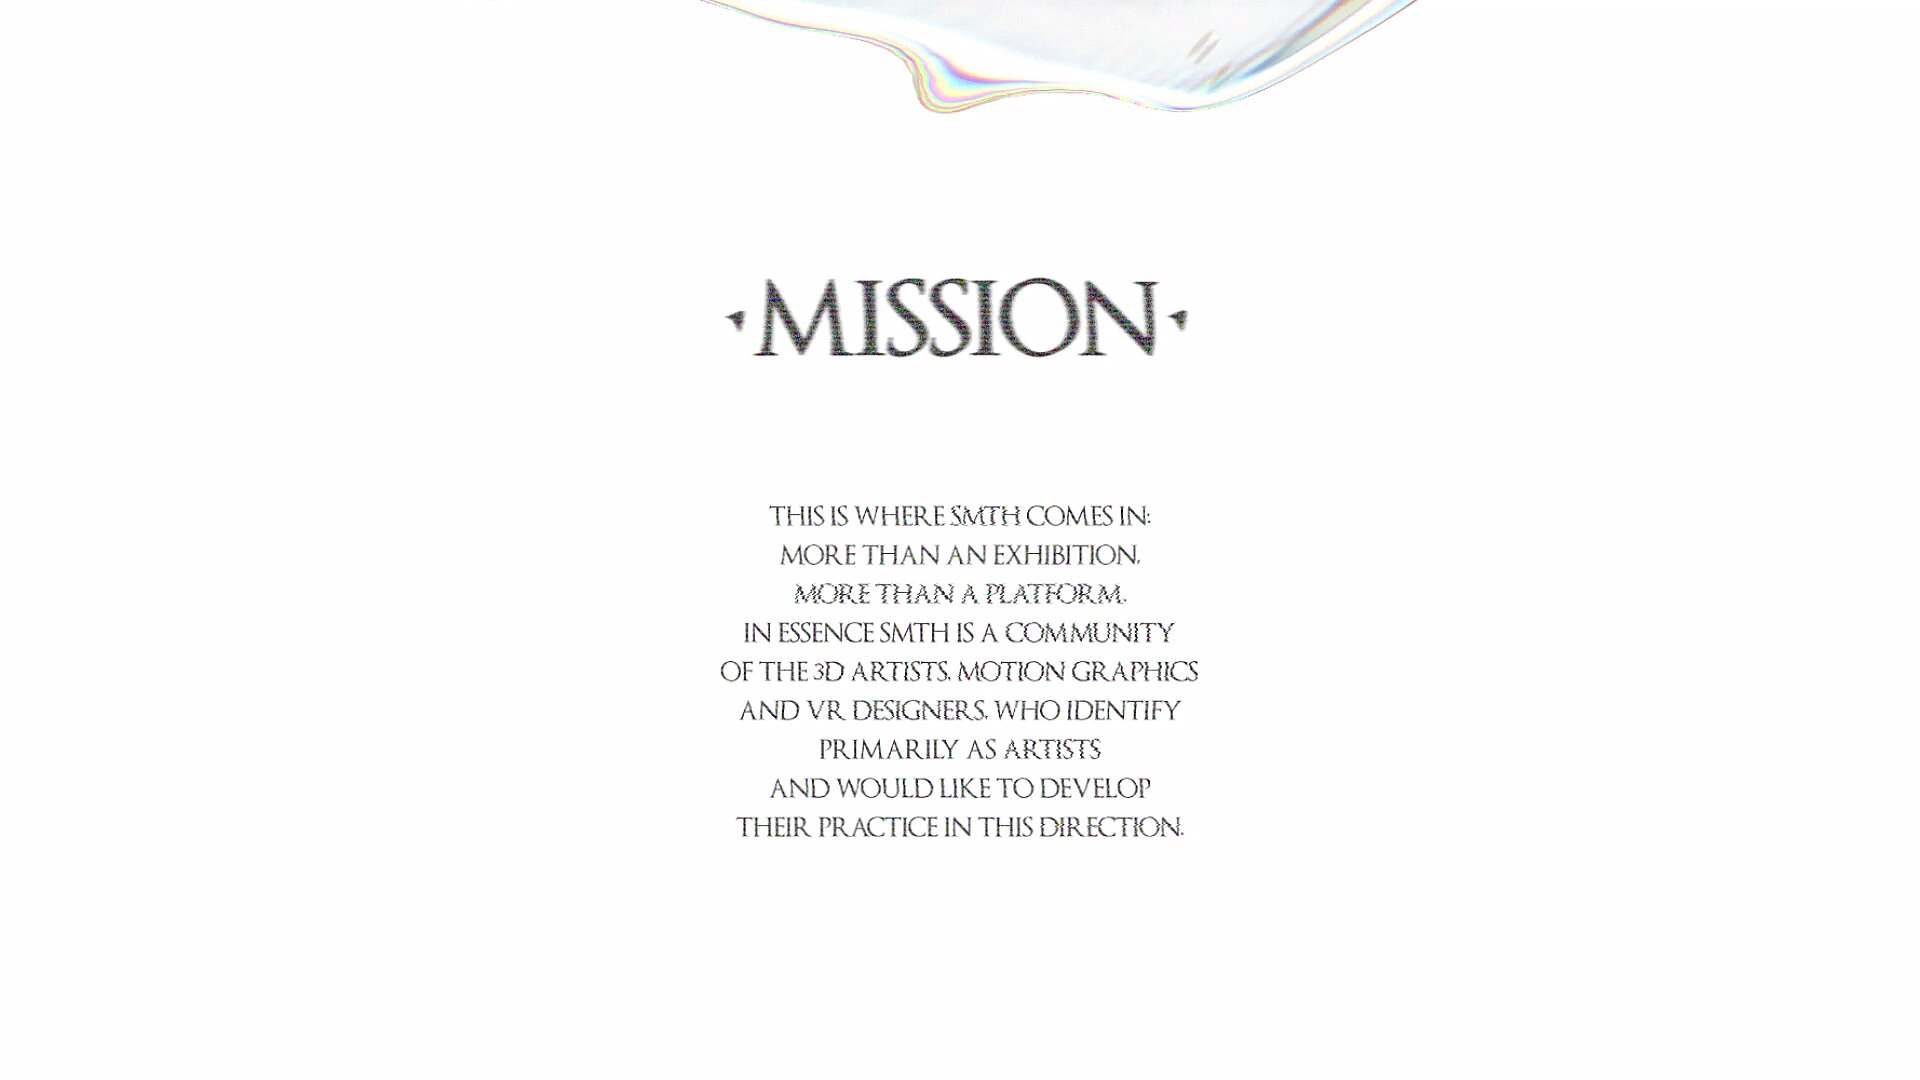 MISSION
THIS IS WHERE SMTH COMES IN:
MORE THAN AN EXHIBITION,
MORE THAN A PLATFORM.
IN ESSENCE SMTH IS A COMMUNITY
OF THE 3D ARTISTS, MOTION GRAPHICS
AND VR DESIGNERS, WHO IDENTIFY
PRIMARILY AS ARTISTS
AND WOULD LIKE TO DEVELOP
THEIR PRACTICE IN THIS DIRECTION.